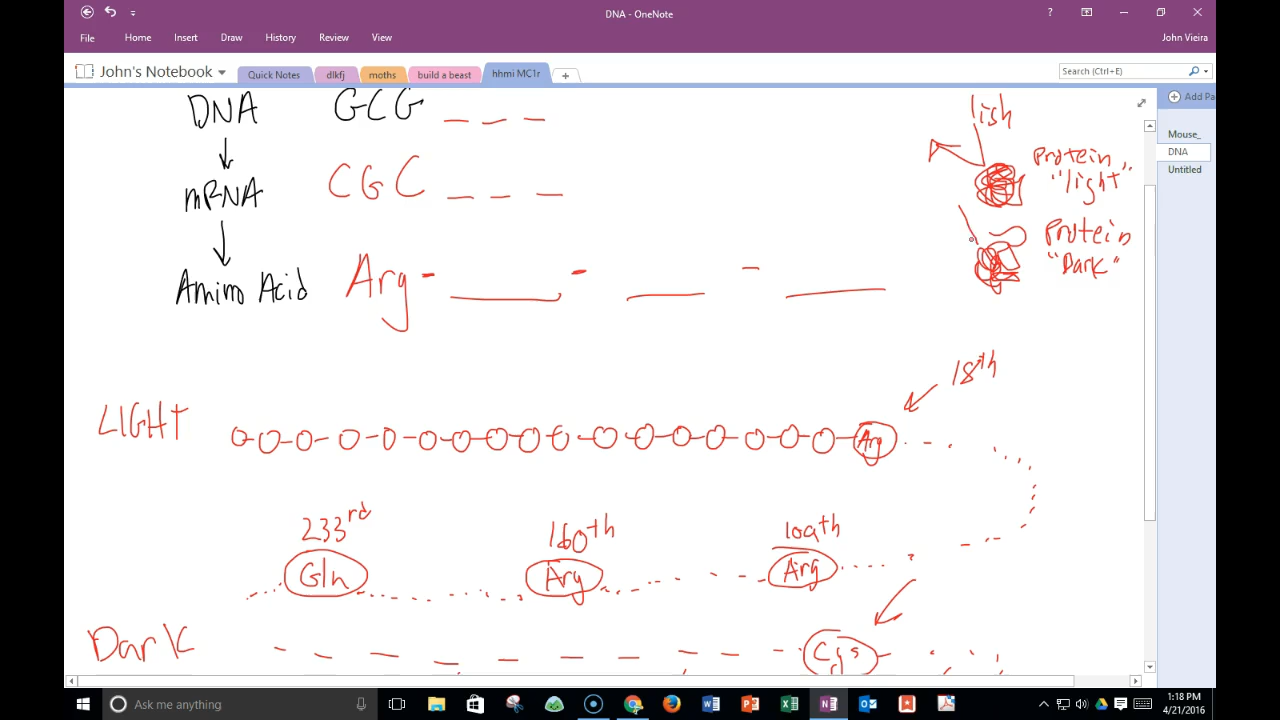 DNA - OneNote
?
File
Home
Insert
Draw
History
Review
View
John Vieira
John's Notebook
Quick Notes
dlkfj
moths
build a beast
hhmi MC1r
Search (Ctrl+E)
Add Pa
Mouse_
DNA
Untitled
DNA GCG _ _ _
mRNA CGC _ _ _
Amino Acid Arg - ____ - ____ - ____
Protein
"light"
Protein
"Dark"
18th
LIGHT
Arg
233rd 160th 109th
Gln Arg Arg
Dark
Cys
Ask me anything
1:18 PM
4/21/2016